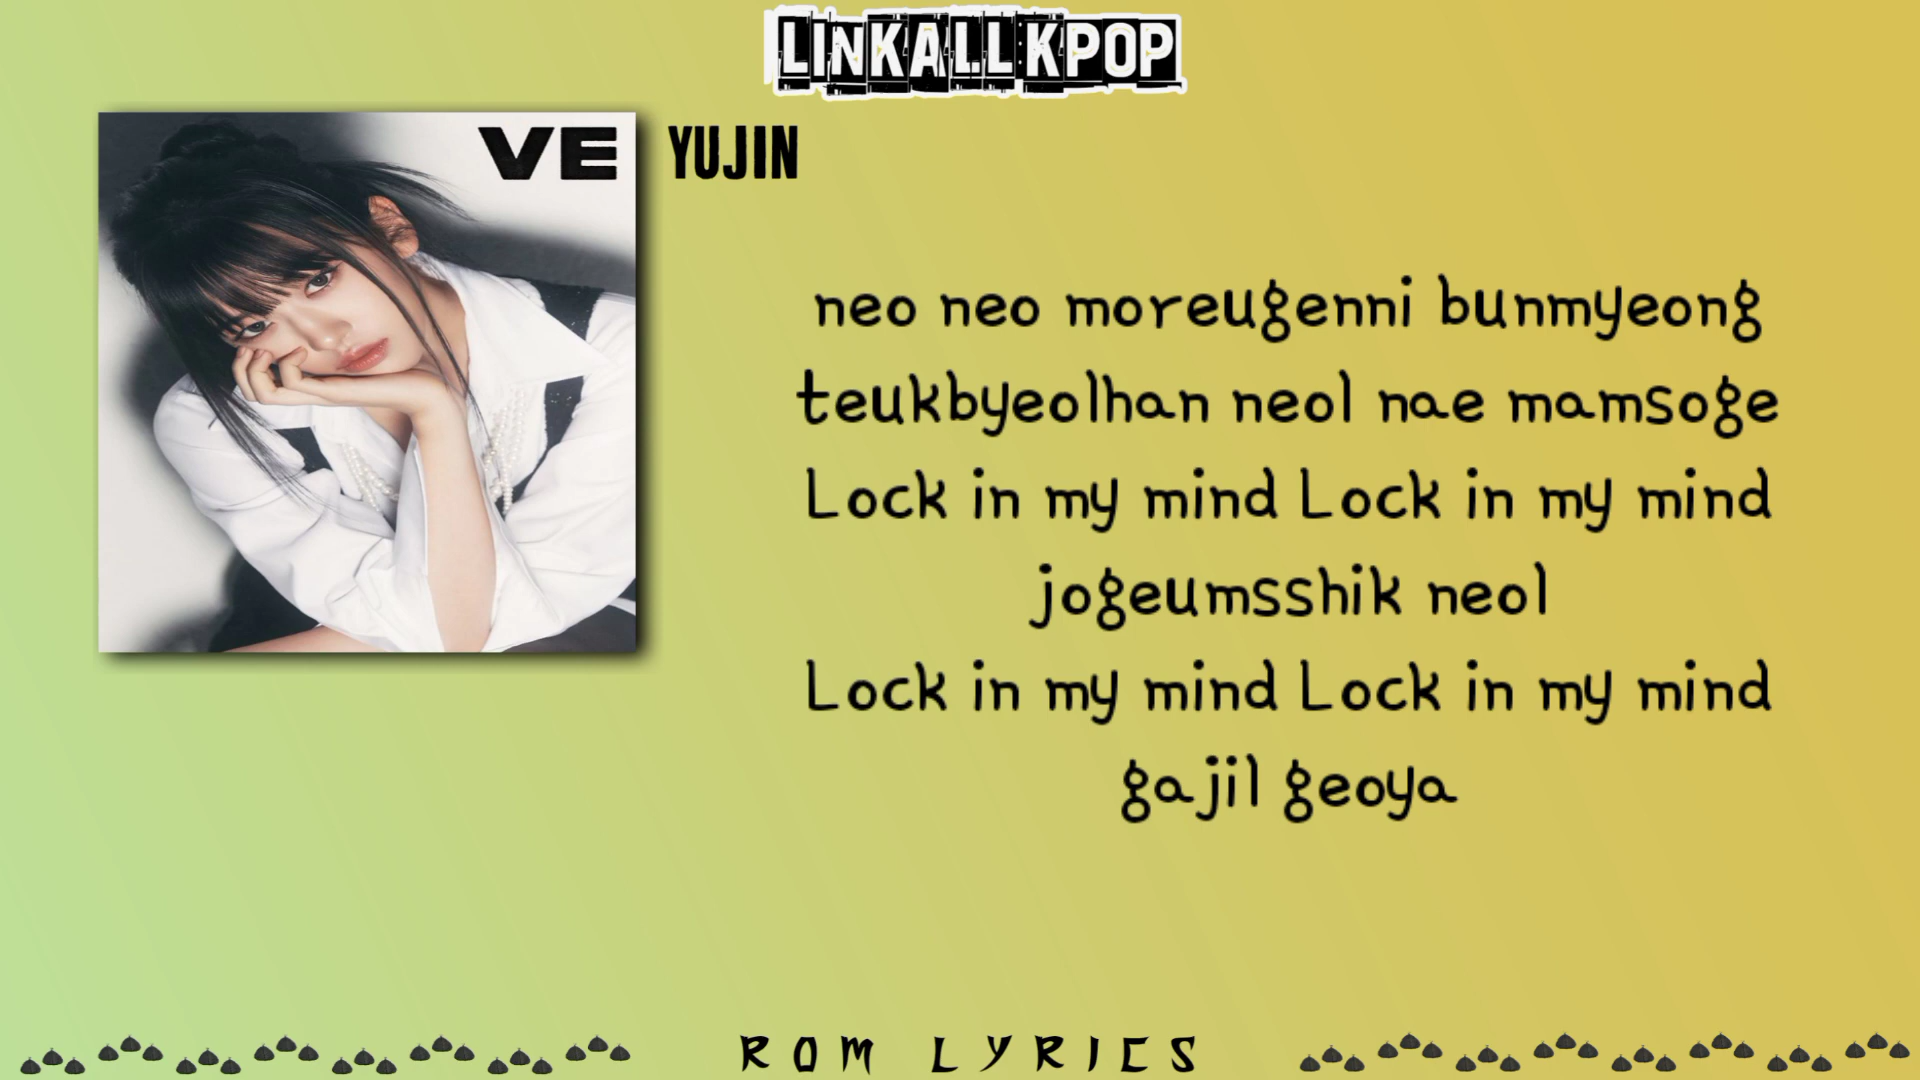 LINKALLKPOP
VE
YUJIN
neo neo moreugenni bunmyeong
teukbyeolhan neol nae mamsoge
Lock in my mind Lock in my mind
jogeumsshik neol
Lock in my mind Lock in my mind
gajil geoya
ROM LYRICS